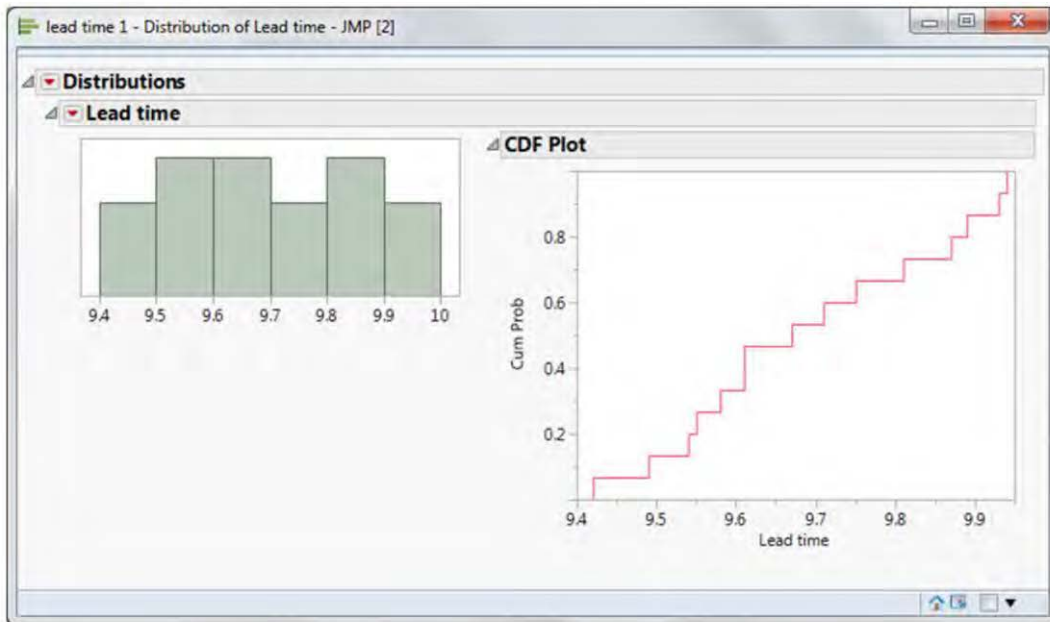 lead time 1 - Distribution of Lead time - JMP [2]
Distributions
Lead time
9.4 9.5 9.6 9.7 9.8 9.9 10
CDF Plot
Cum Prob
0.8
0.6
0.4
0.2
9.4 9.5 9.6 9.7 9.8 9.9
Lead time